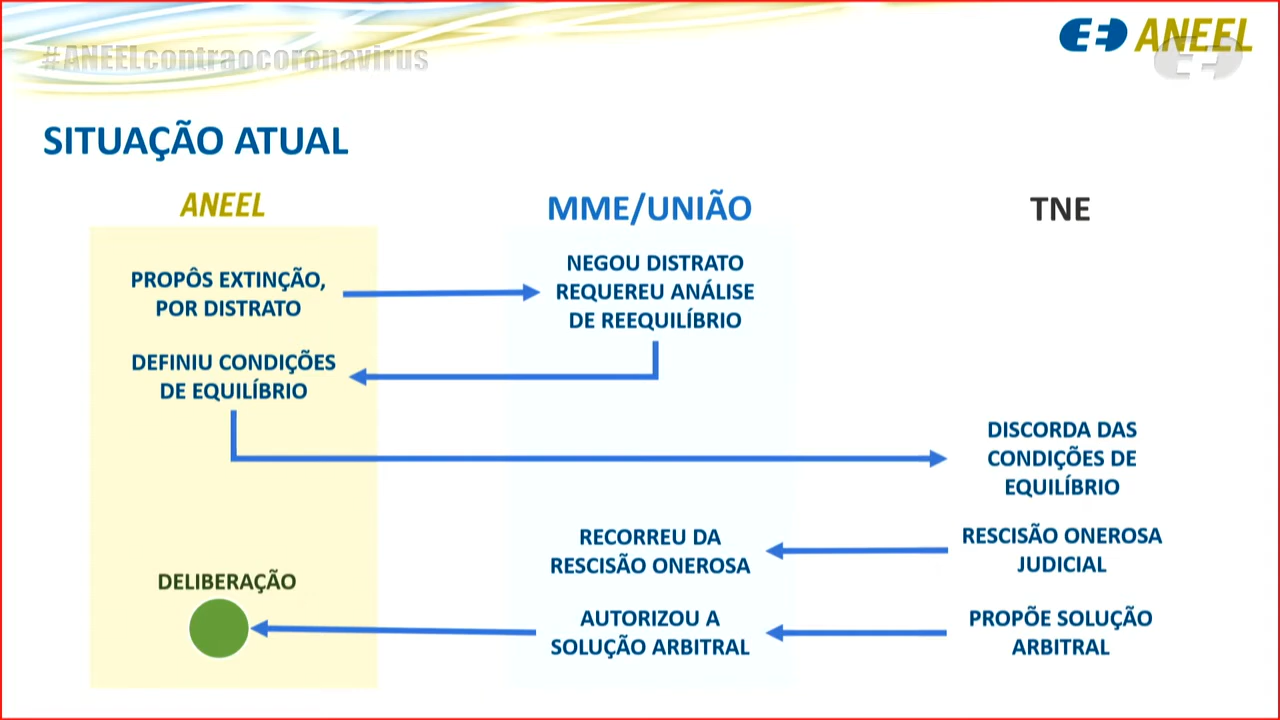 #ANEELcontraocoronavirus
ANEEL
SITUAÇÃO ATUAL
ANEEL
MME/UNIÃO
TNE
PROPÔS EXTINÇÃO,
POR DISTRATO
NEGOU DISTRATO
REQUEREU ANÁLISE
DE REEQUILÍBRIO
DEFINIU CONDIÇÕES
DE EQUILÍBRIO
DISCORDA DAS
CONDIÇÕES DE
EQUILÍBRIO
RECORREU DA
RESCISÃO ONEROSA
RESCISÃO ONEROSA
JUDICIAL
DELIBERAÇÃO
AUTORIZOU A
SOLUÇÃO ARBITRAL
PROPÕE SOLUÇÃO
ARBITRAL